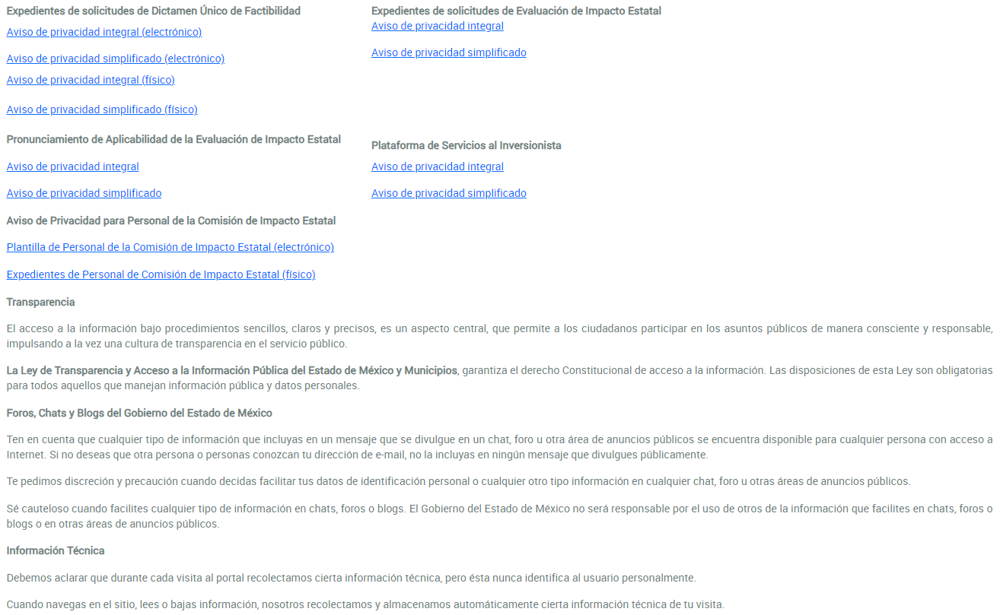 Expedientes de solicitudes de Dictamen Único de Factibilidad
Aviso de privacidad integral (electrónico)
Aviso de privacidad simplificado (electrónico)
Aviso de privacidad integral (físico)
Aviso de privacidad simplificado (físico)
Expedientes de solicitudes de Evaluación de Impacto Estatal
Aviso de privacidad integral
Aviso de privacidad simplificado
Pronunciamiento de Aplicabilidad de la Evaluación de Impacto Estatal
Aviso de privacidad integral
Aviso de privacidad simplificado
Plataforma de Servicios al Inversionista
Aviso de privacidad integral
Aviso de privacidad simplificado
Aviso de Privacidad para Personal de la Comisión de Impacto Estatal
Plantilla de Personal de la Comisión de Impacto Estatal (electrónico)
Expedientes de Personal de Comisión de Impacto Estatal (físico)
Transparencia
El acceso a la información bajo procedimientos sencillos, claros y precisos, es un aspecto central, que permite a los ciudadanos participar en los asuntos públicos de manera consciente y responsable,
impulsando a la vez una cultura de transparencia en el servicio público.
La Ley de Transparencia y Acceso a la Información Pública del Estado de México y Municipios, garantiza el derecho Constitucional de acceso a la información. Las disposiciones de esta Ley son obligatorias
para todos aquellos que manejan información pública y datos personales.
Foros, Chats y Blogs del Gobierno del Estado de México
Ten en cuenta que cualquier tipo de información que incluyas en un mensaje que se divulgue en un chat, foro u otra área de anuncios públicos se encuentra disponible para cualquier persona con acceso a
Internet. Si no deseas que otra persona o personas conozcan tu dirección de e-mail, no la incluyas en ningún mensaje que divulgues públicamente.
Te pedimos discreción y precaución cuando decidas facilitar tus datos de identificación personal o cualquier otro tipo información en cualquier chat, foro u otras áreas de anuncios públicos.
Sé cauteloso cuando facilites cualquier tipo de información en chats, foros o blogs. El Gobierno del Estado de México no será responsable por el uso de otros de la información que facilites en chats, foros o
blogs o en otras áreas de anuncios públicos.
Información Técnica
Debemos aclarar que durante cada visita al portal recolectamos cierta información técnica, pero ésta nunca identifica al usuario personalmente.
Cuando navegas en el sitio, lees o bajas información, nosotros recolectamos y almacenamos automáticamente cierta información técnica de tu visita.